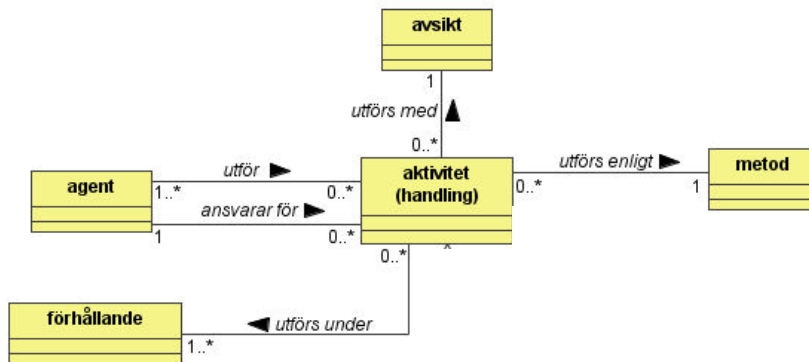 avsikt
1
utförs med
0..*
utför
aktivitet
(handling)
utförs enligt
metod
agent
1..*
0..*
0..*
1
ansvarar för
1
0..*
0..*
*
förhållande
utförs under
1..*